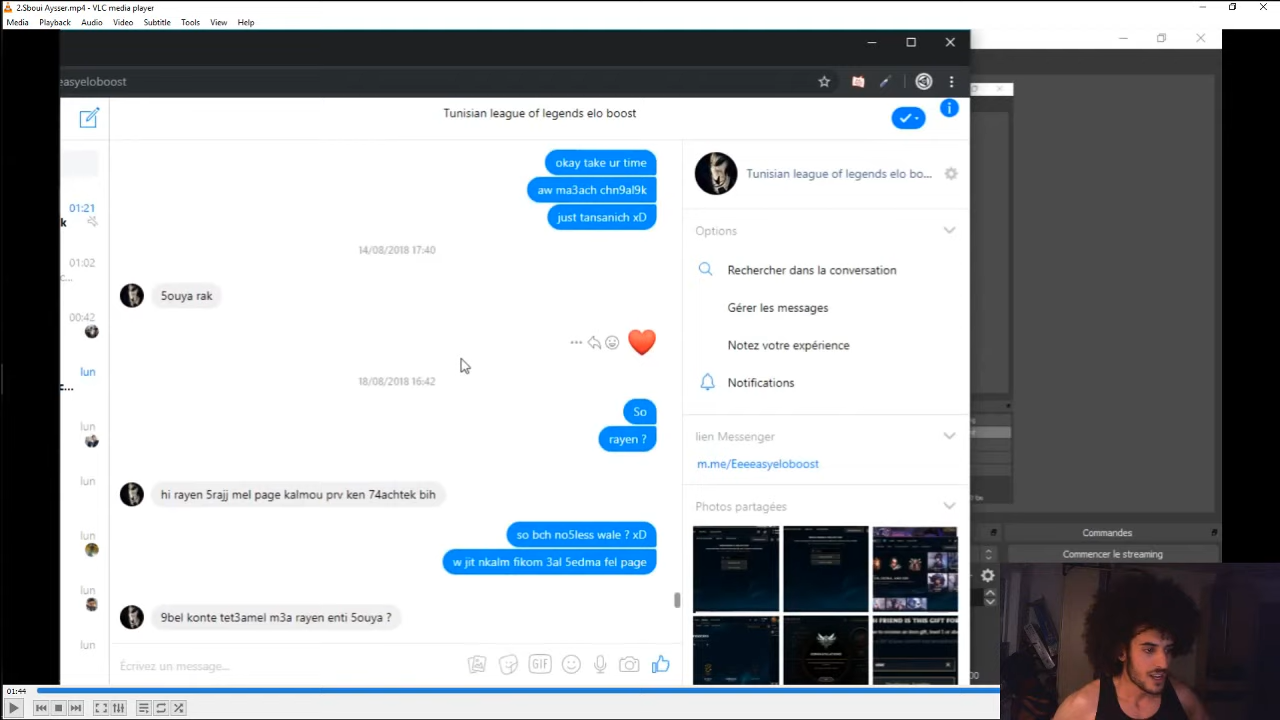 2.Sboui Aysser.mp4 - VLC media player
Media Playback Audio Video Subtitle Tools View Help
easyeloboost
Tunisian league of legends elo boost
okay take ur time
aw ma3ach chn9al9k
just tansanich xD
14/08/2018 17:40
5ouya rak
18/08/2018 16:42
So
rayen ?
hi rayen 5rajj mel page kalmou prv ken 74achtek bih
so bch no5less wale ? xD
w jit nkalm fikom 3al 5edma fel page
9bel konte tet3amel m3a rayen enti 5ouya ?
Écrivez un message...
GIF
01:21
k
01:02
c...
00:42
lun
c...
lun
lun
lun
lun
lun
Tunisian league of legends elo bo...
Options
Rechercher dans la conversation
Gérer les messages
Notez votre expérience
Notifications
lien Messenger
m.me/Eeeeasyeloboost
Photos partagées
Commandes
Commencer le streaming
01:44